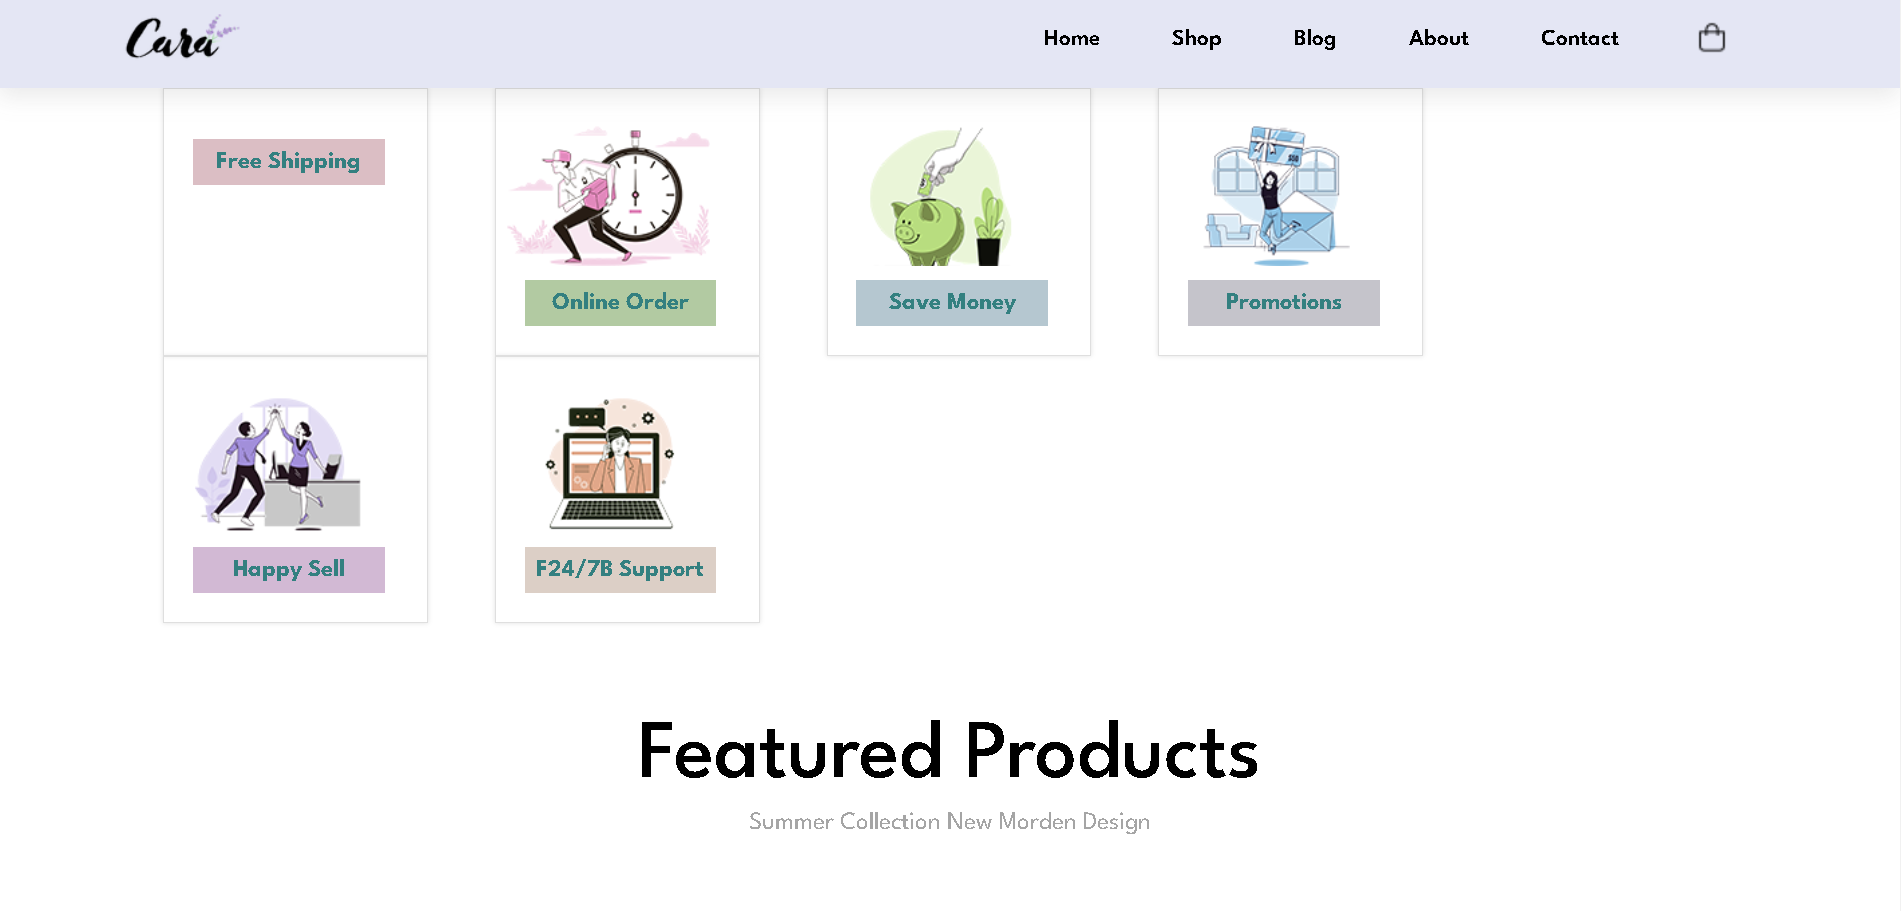 Cara
Home Shop Blog About Contact
Free Shipping
Online Order
Save Money
Promotions
Happy Sell
F24/7B Support
Featured Products
Summer Collection New Morden Design